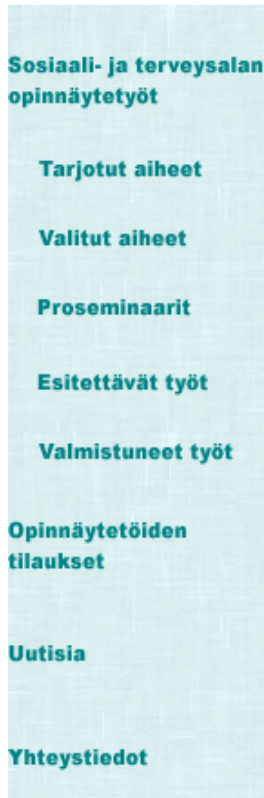 Sosiaali- ja terveysalan
opinnäytetyöt
Tarjotut aiheet
Valitut aiheet
Proseminaarit
Esitettävät työt
Valmistuneet työt
Opinnäytetöiden
tilaukset
Uutisia
Yhteystiedot